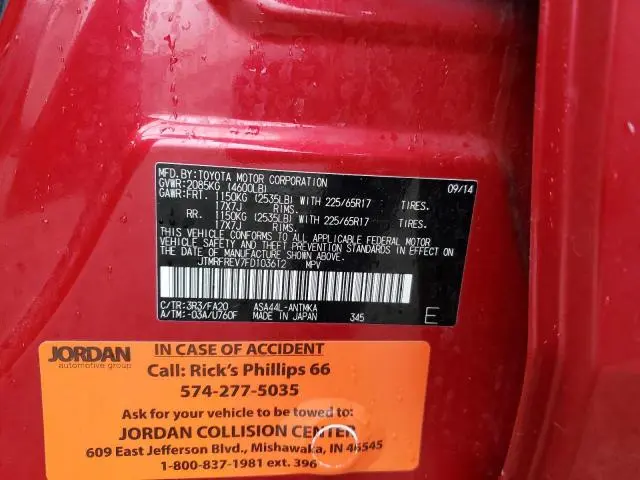 MFD.BY:TOYOTA MOTOR CORPORATION 09/14
GVWR:2085KG (4600LB)
GAWR:FRT. 1150KG (2535LB) WITH 225/65R17 TIRES.
17X7J RIMS.
RR. 1150KG (2535LB) WITH 225/65R17 TIRES.
17X7J RIMS.
THIS VEHICLE CONFORMS TO ALL APPLICABLE FEDERAL MOTOR
VEHICLE SAFETY AND THEFT PREVENTION STANDARDS IN EFFECT ON
THE DATE OF MANUFACTURE SHOWN ABOVE.
JTMRFREV7FD103612 MPV
C/TR:3R3/FA20 ASA44L-ANTMKA
A/TM:-03A/U760F MADE IN JAPAN 345 E
JORDAN
automotive group
IN CASE OF ACCIDENT
Call: Rick's Phillips 66
574-277-5035
Ask for your vehicle to be towed to:
JORDAN COLLISION CENTER
609 East Jefferson Blvd., Mishawaka, IN 46545
1-800-837-1981 ext. 396